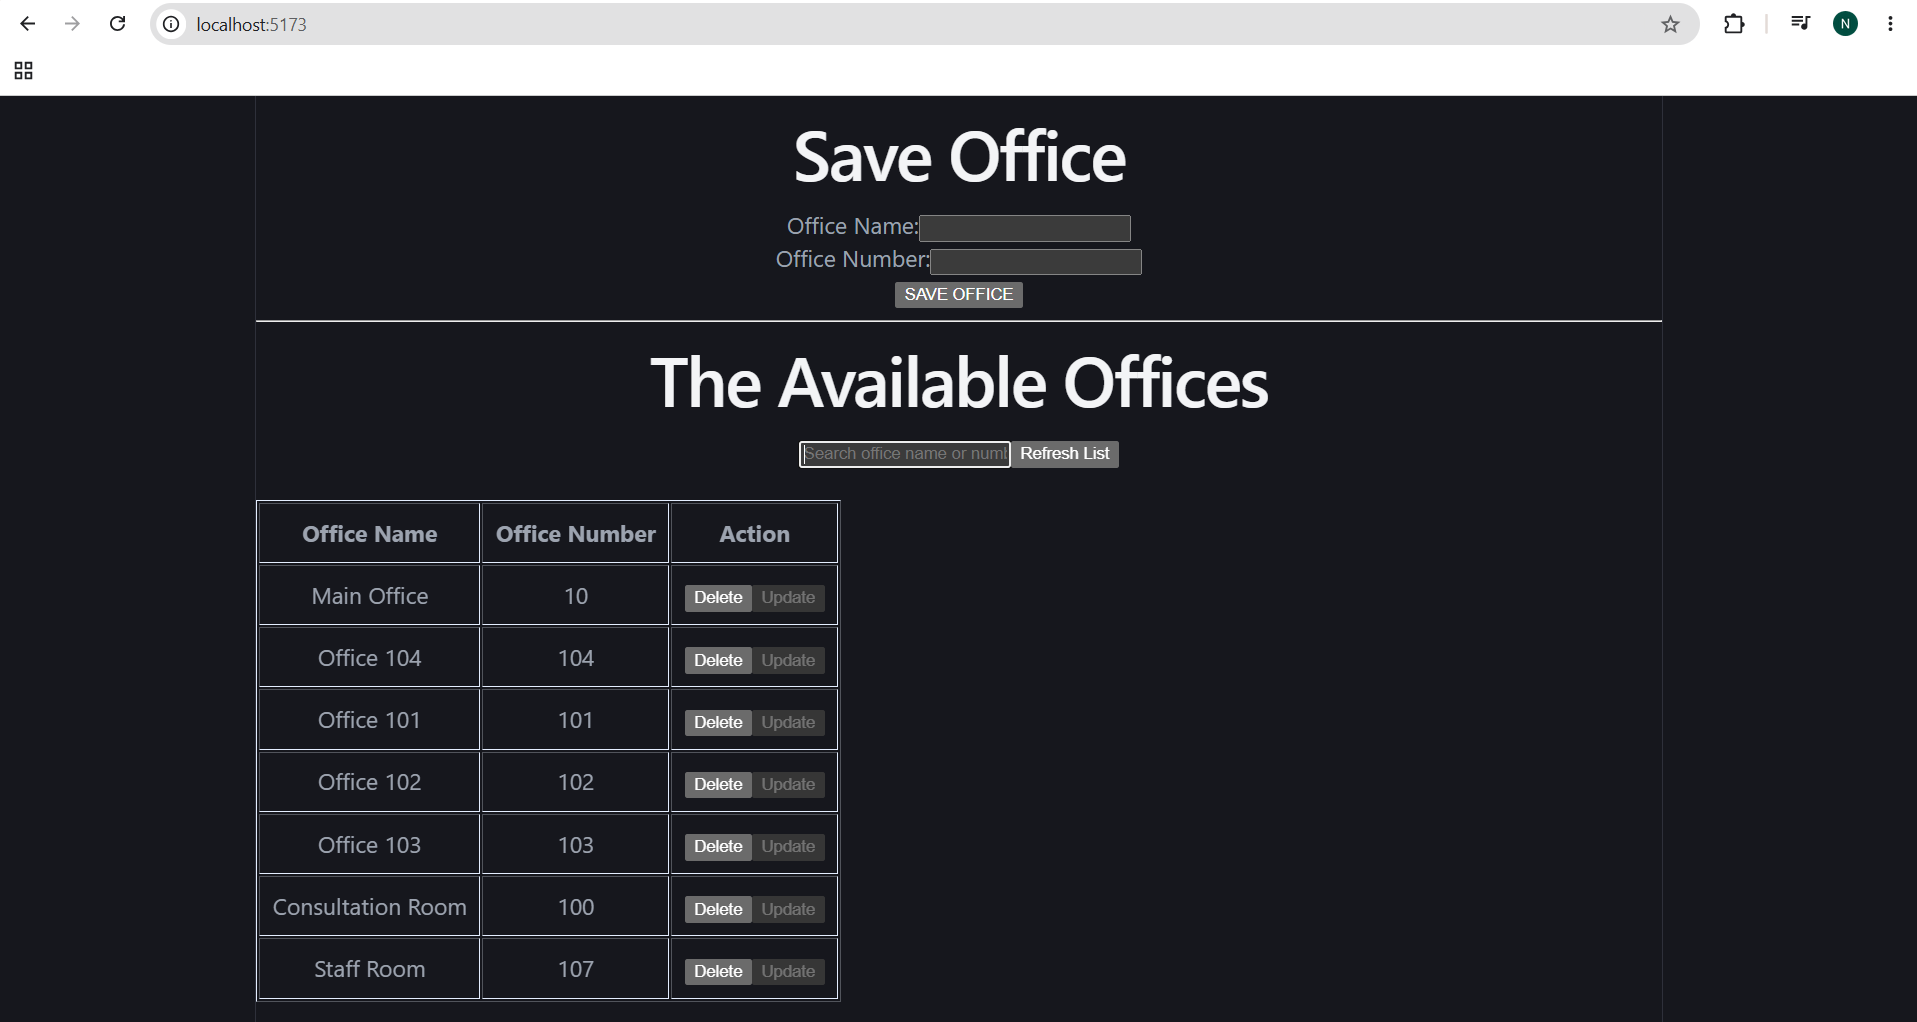 localhost:5173
N
Save Office
Office Name:
Office Number:
SAVE OFFICE
The Available Offices
Search office name or numb Refresh List
Office Name Office Number Action
Main Office 10 Delete Update
Office 104 104 Delete Update
Office 101 101 Delete Update
Office 102 102 Delete Update
Office 103 103 Delete Update
Consultation Room 100 Delete Update
Staff Room 107 Delete Update